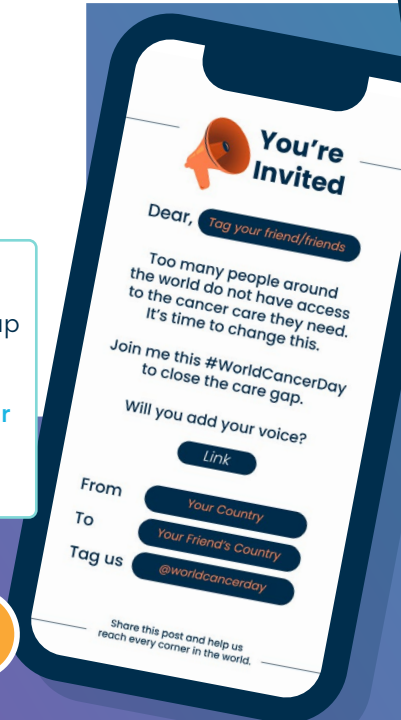 You're
Invited
Dear, Tag your friend/friends
Too many people around
the world do not have access
to the cancer care they need.
It's time to change this.
Join me this #WorldCancerDay
to close the care gap.
Will you add your voice?
Link
From Your Country
To Your Friend's Country
Tag us @worldcancerday
Share this post and help us
reach every corner in the world.